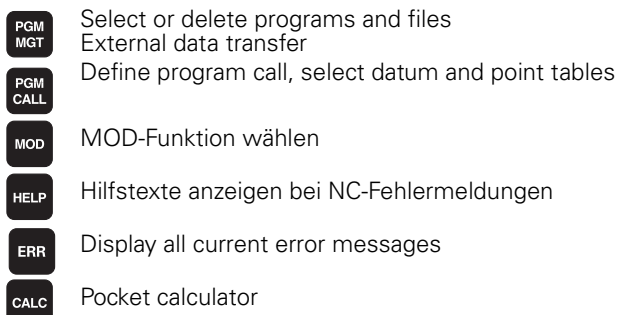 PGM
MGT
Select or delete programs and files
External data transfer
PGM
CALL
Define program call, select datum and point tables
MOD
MOD-Funktion wählen
HELP
Hilfstexte anzeigen bei NC-Fehlermeldungen
ERR
Display all current error messages
CALC
Pocket calculator